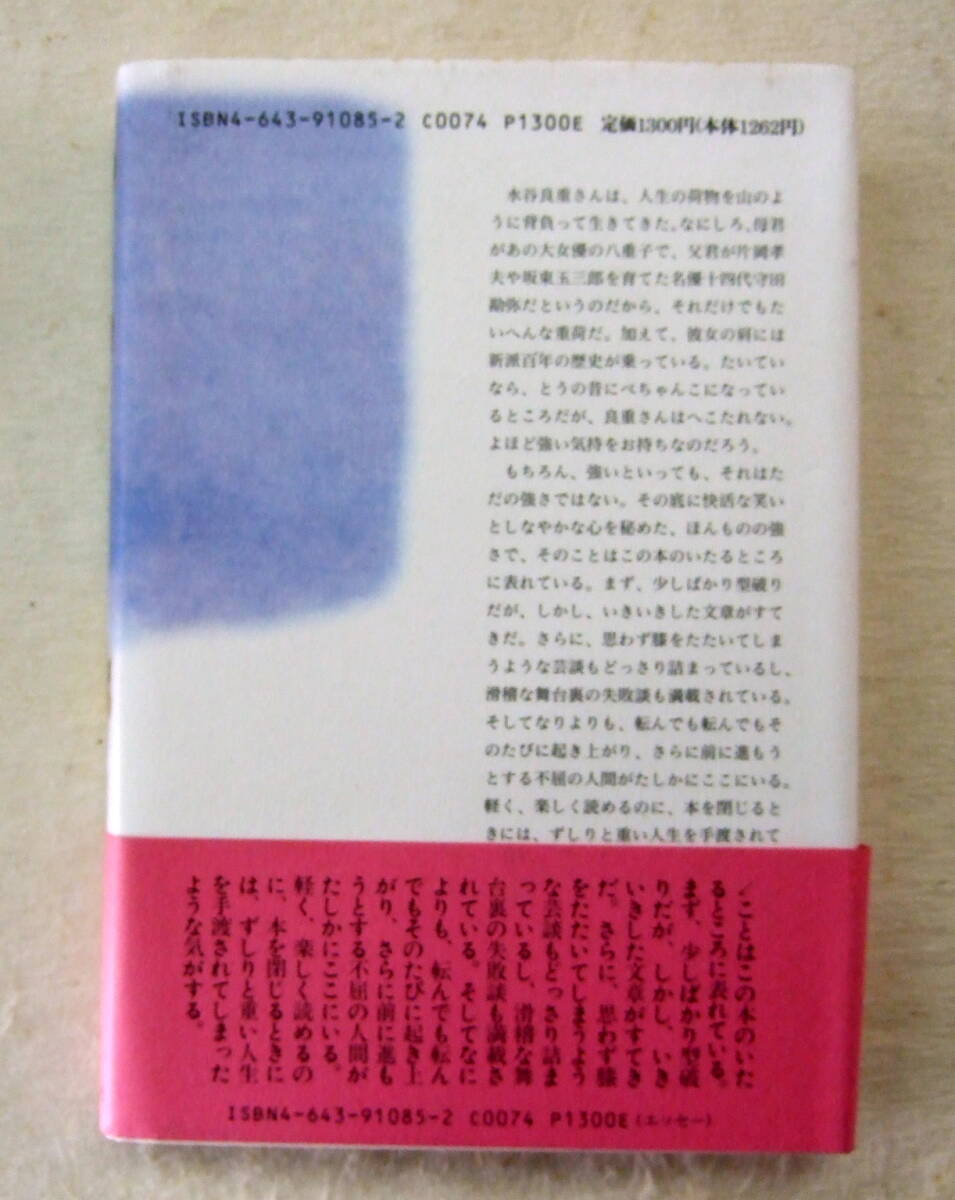 ISBN4-643-91085-2 C0074 P1300E 定価1300円(本体1262円)
水谷良重さんは、人生の荷物を山のよ
うに背負って生きてきた。なにしろ、母君
があの大女優の八重子で、父君が片岡孝
夫や坂東玉三郎を育てた名優十四代守田
勘弥だというのだから、それだけでもた
いへんな重荷だ。加えて、彼女の肩には
新派百年の歴史が乗っている。たいてい
なら、とうの昔にぺちゃんこになってい
るところだが、良重さんはへこたれない。
よほど強い気持をお持ちなのだろう。
もちろん、強いといっても、それはた
だの強さではない。その底に快活な笑い
としなやかな心を秘めた、ほんものの強
さで、そのことはこの本のいたるところ
に表れている。まず、少しばかり型破り
だが、しかし、いきいきした文章がすて
きだ。さらに、思わず膝をたたいてしま
うような芸談もどっさり詰まっているし、
滑稽な舞台裏の失敗談も満載されている。
そしてなりよりも、転んでも転んでもそ
のたびに起き上がり、さらに前に進もう
とする不屈の人間がたしかにここにいる。
軽く、楽しく読めるのに、本を閉じると
きには、ずしりと重い人生を手渡されて
ことはこの本のいた
るところに表れている。
まず、少しばかり型破
りだが、しかし、いき
いきした文章がすてき
だ。さらに、思わず膝
をたたいてしまうよう
な芸談もどっさり詰ま
っているし、滑稽な舞
台裏の失敗談も満載さ
れている。そしてなに
よりも、転んでも転ん
でもそのたびに起き上
がり、さらに前に進も
うとする不屈の人間が
たしかにここにいる。
軽く、楽しく読めるの
に、本を閉じるときに
は、ずしりと重い人生
を手渡されてしまった
ような気がする。
ISBN4-643-91085-2 C0074 P1300E (エッセー)